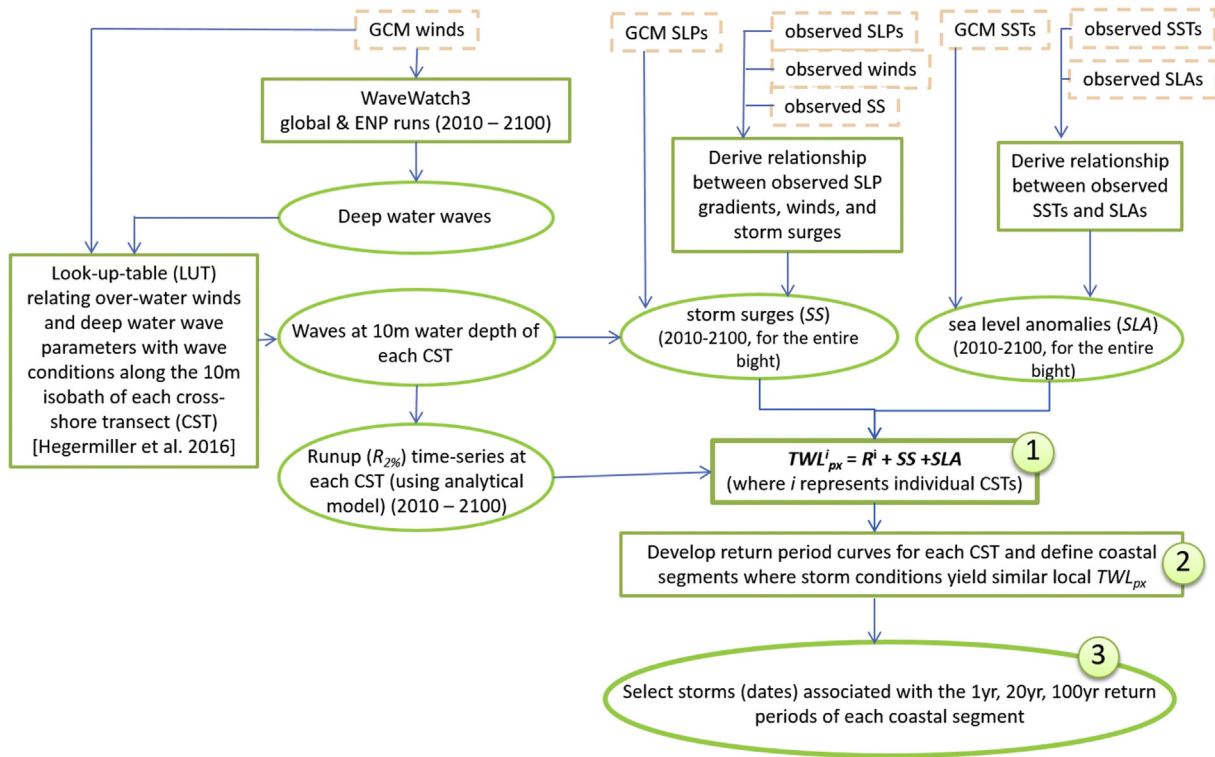 GCM winds
GCM SLPs
observed SLPs
observed winds
observed SS
GCM SSTs
observed SSTs
observed SLAs
WaveWatch3
global & ENP runs (2010 – 2100)
Derive relationship
between observed SLP
gradients, winds, and
storm surges
Derive relationship
between observed
SSTs and SLAs
Deep water waves
Look-up-table (LUT)
relating over-water winds
and deep water wave
parameters with wave
conditions along the 10m
isobath of each cross-
shore transect (CST)
[Hegermiller et al. 2016]
Waves at 10m water depth of
each CST
storm surges (SS)
(2010-2100, for the entire
bight)
sea level anomalies (SLA)
(2010-2100, for the entire
bight)
Runup (R2%) time-series at
each CST (using analytical
model) (2010 – 2100)
1
TWLipx = Ri + SS +SLA
(where i represents individual CSTs)
2
Develop return period curves for each CST and define coastal
segments where storm conditions yield similar local TWLpx
3
Select storms (dates) associated with the 1yr, 20yr, 100yr return
periods of each coastal segment